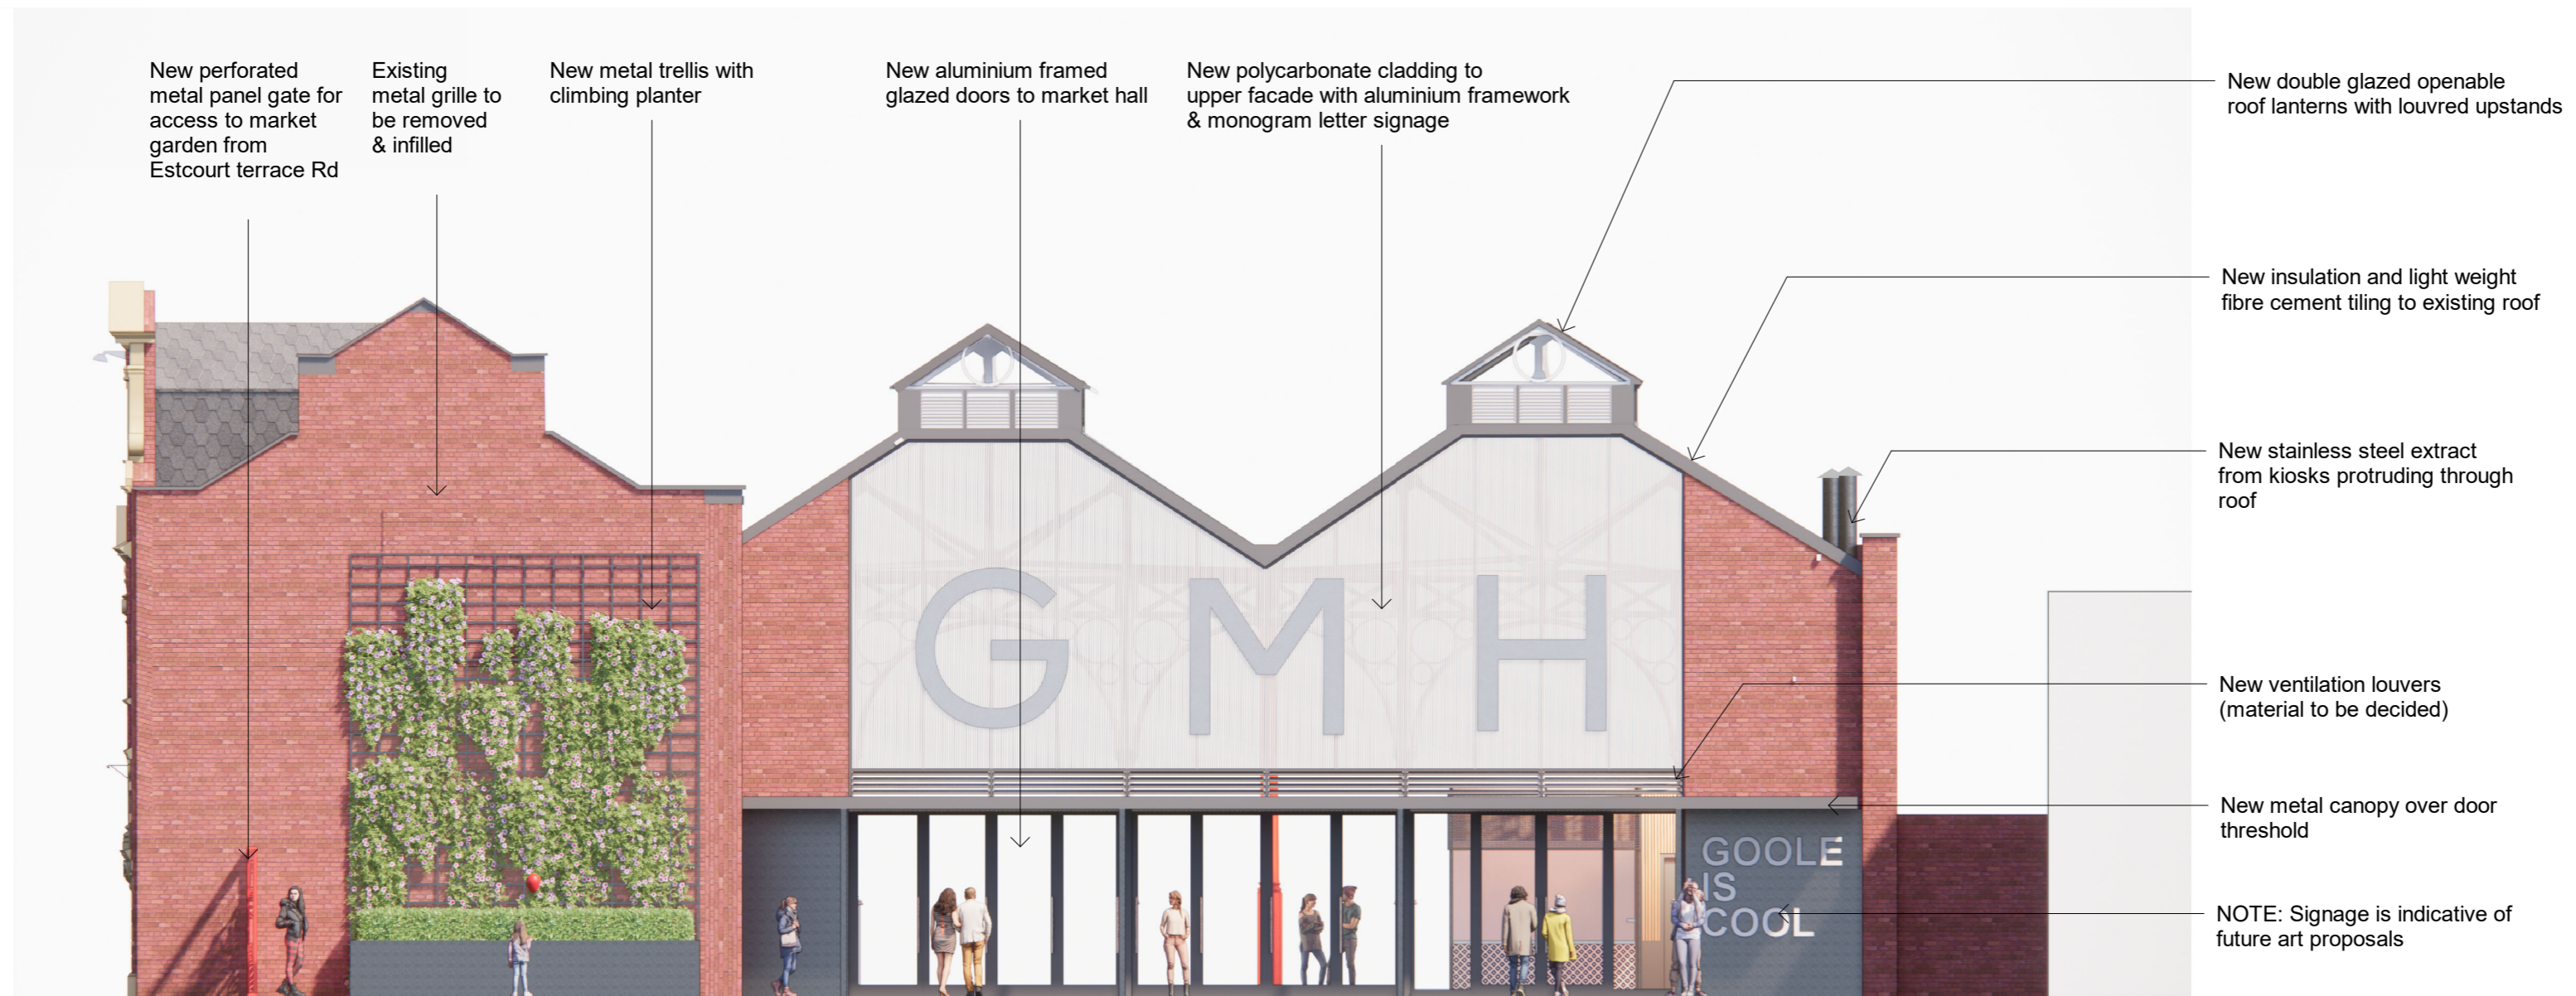 New perforated
metal panel gate for
access to market
garden from
Estcourt terrace Rd
Existing
metal grille to
be removed
& infilled
New metal trellis with
climbing planter
New aluminium framed
glazed doors to market hall
New polycarbonate cladding to
upper facade with aluminium framework
& monogram letter signage
New double glazed openable
roof lanterns with louvred upstands
New insulation and light weight
fibre cement tiling to existing roof
New stainless steel extract
from kiosks protruding through
roof
G M H
New ventilation louvers
(material to be decided)
New metal canopy over door
threshold
GOOLE
IS
COOL
NOTE: Signage is indicative of
future art proposals